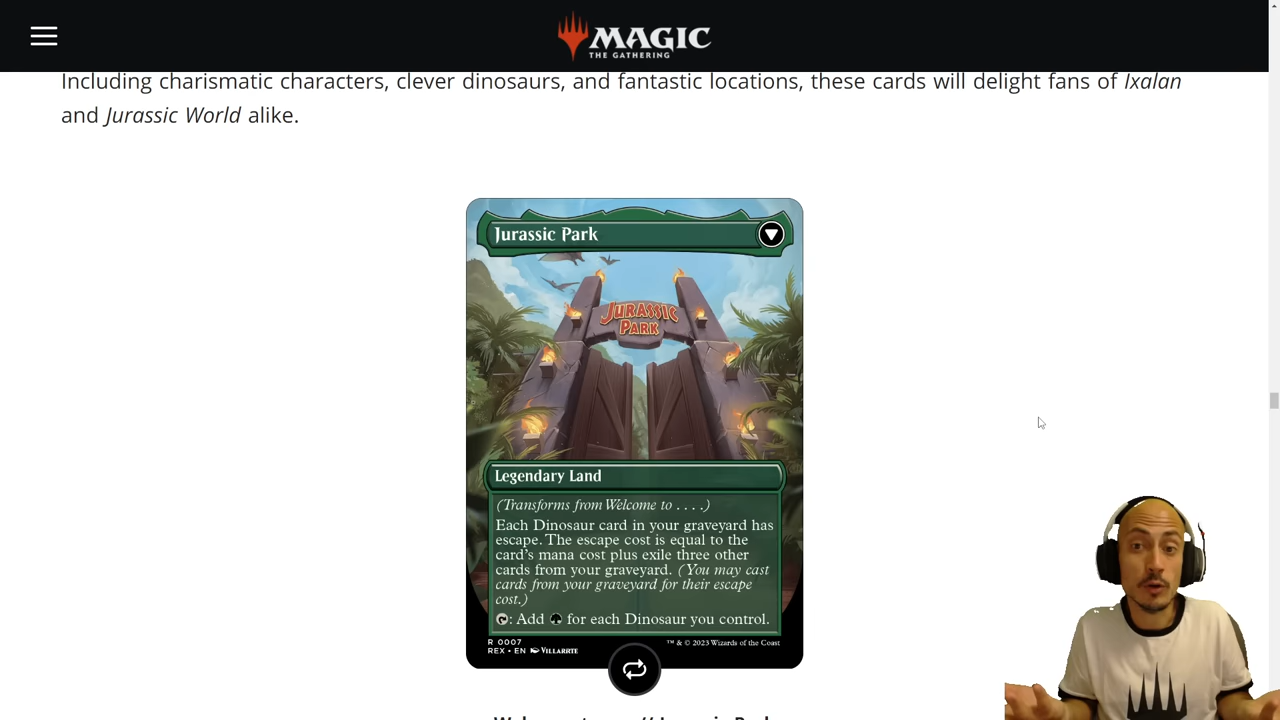 MAGIC
THE GATHERING
Including charismatic characters, clever dinosaurs, and fantastic locations, these cards will delight fans of Ixalan
and Jurassic World alike.
Jurassic Park
JURASSIC
PARK
Legendary Land
(Transforms from Welcome to . . . .)
Each Dinosaur card in your graveyard has
escape. The escape cost is equal to the
card's mana cost plus exile three other
cards from your graveyard. (You may cast
cards from your graveyard for their escape
cost.)
: Add for each Dinosaur you control.
R 0007
REX • EN VILLARRTE
™ & © 2023 Wizards of the Coast